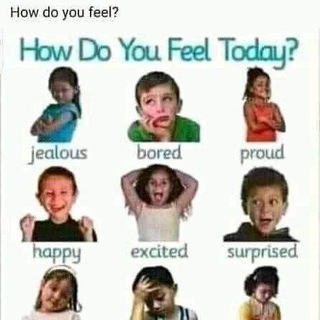 How do you feel?
How Do You Feel Today?
jealous bored proud
happy excited surprised